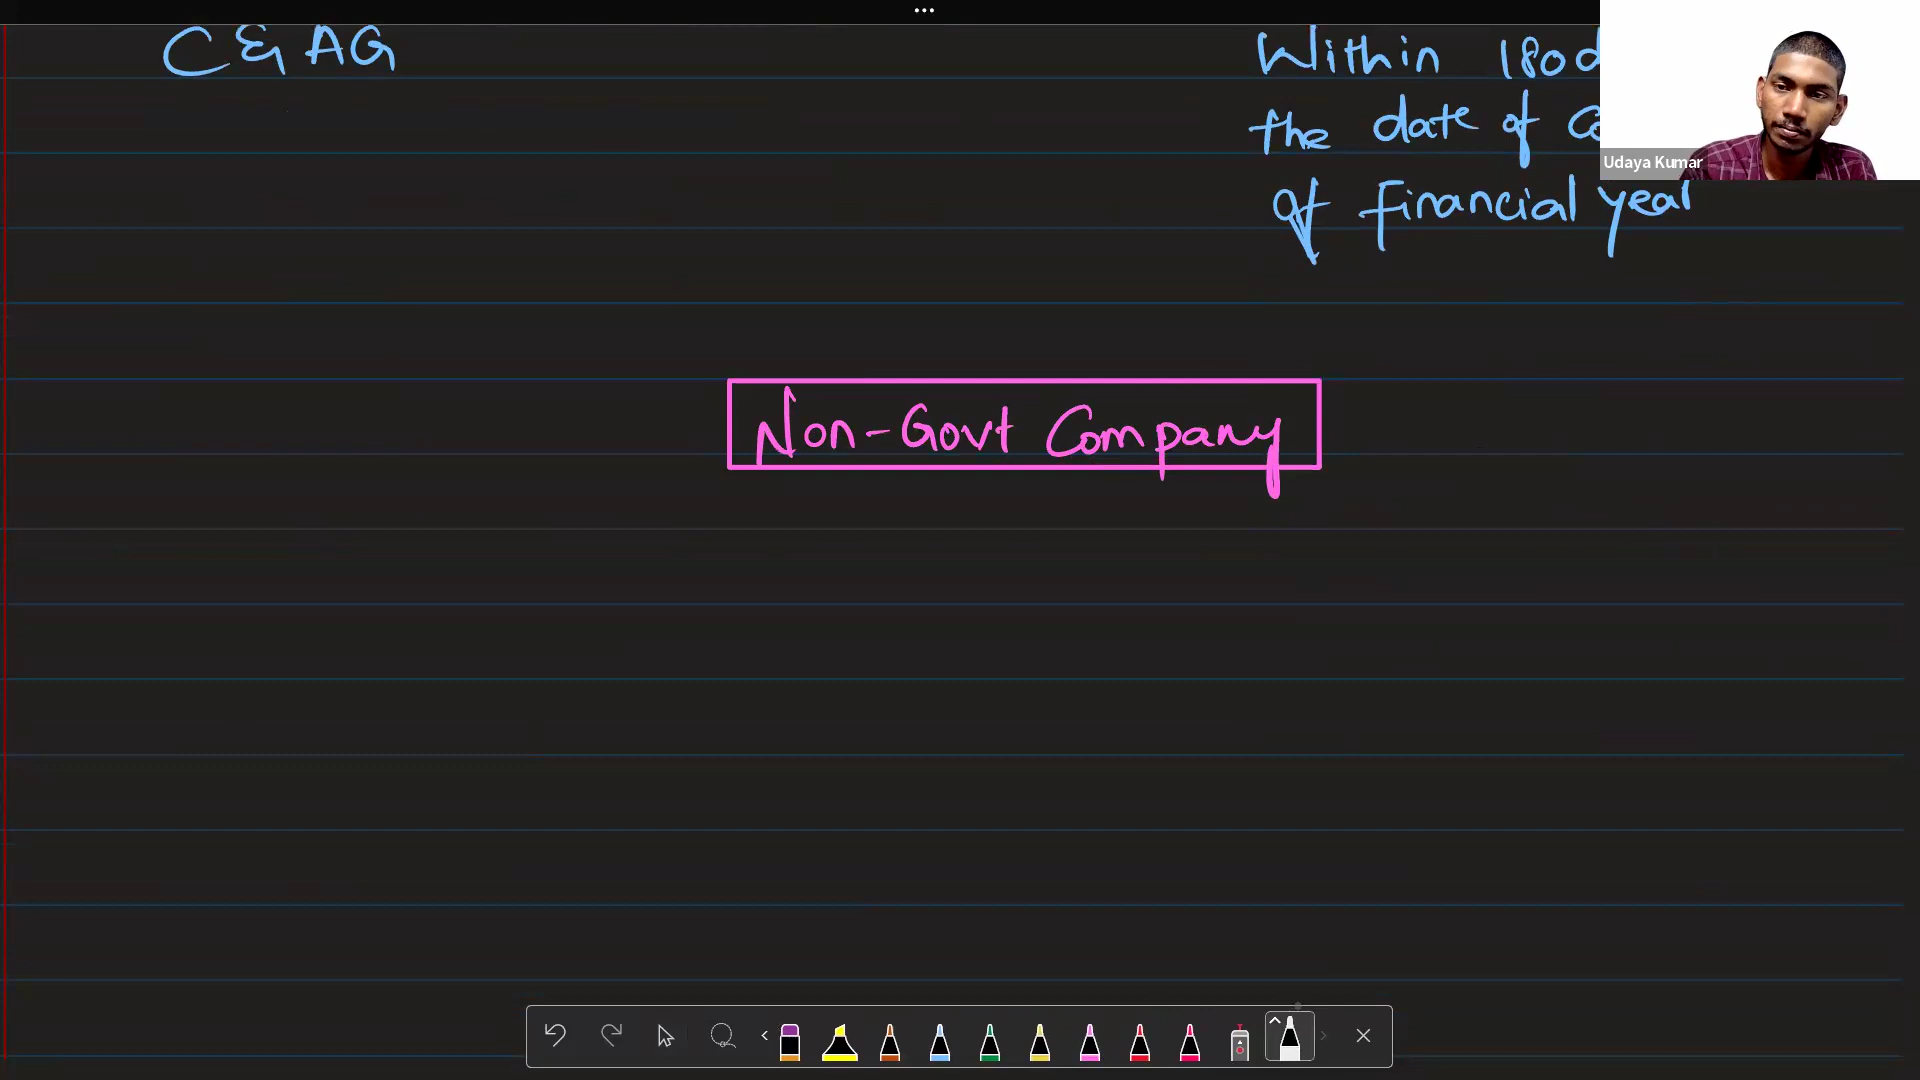 C & AG
Within 180d
the date of
of financial year
Udaya Kumar
Non-Govt Company